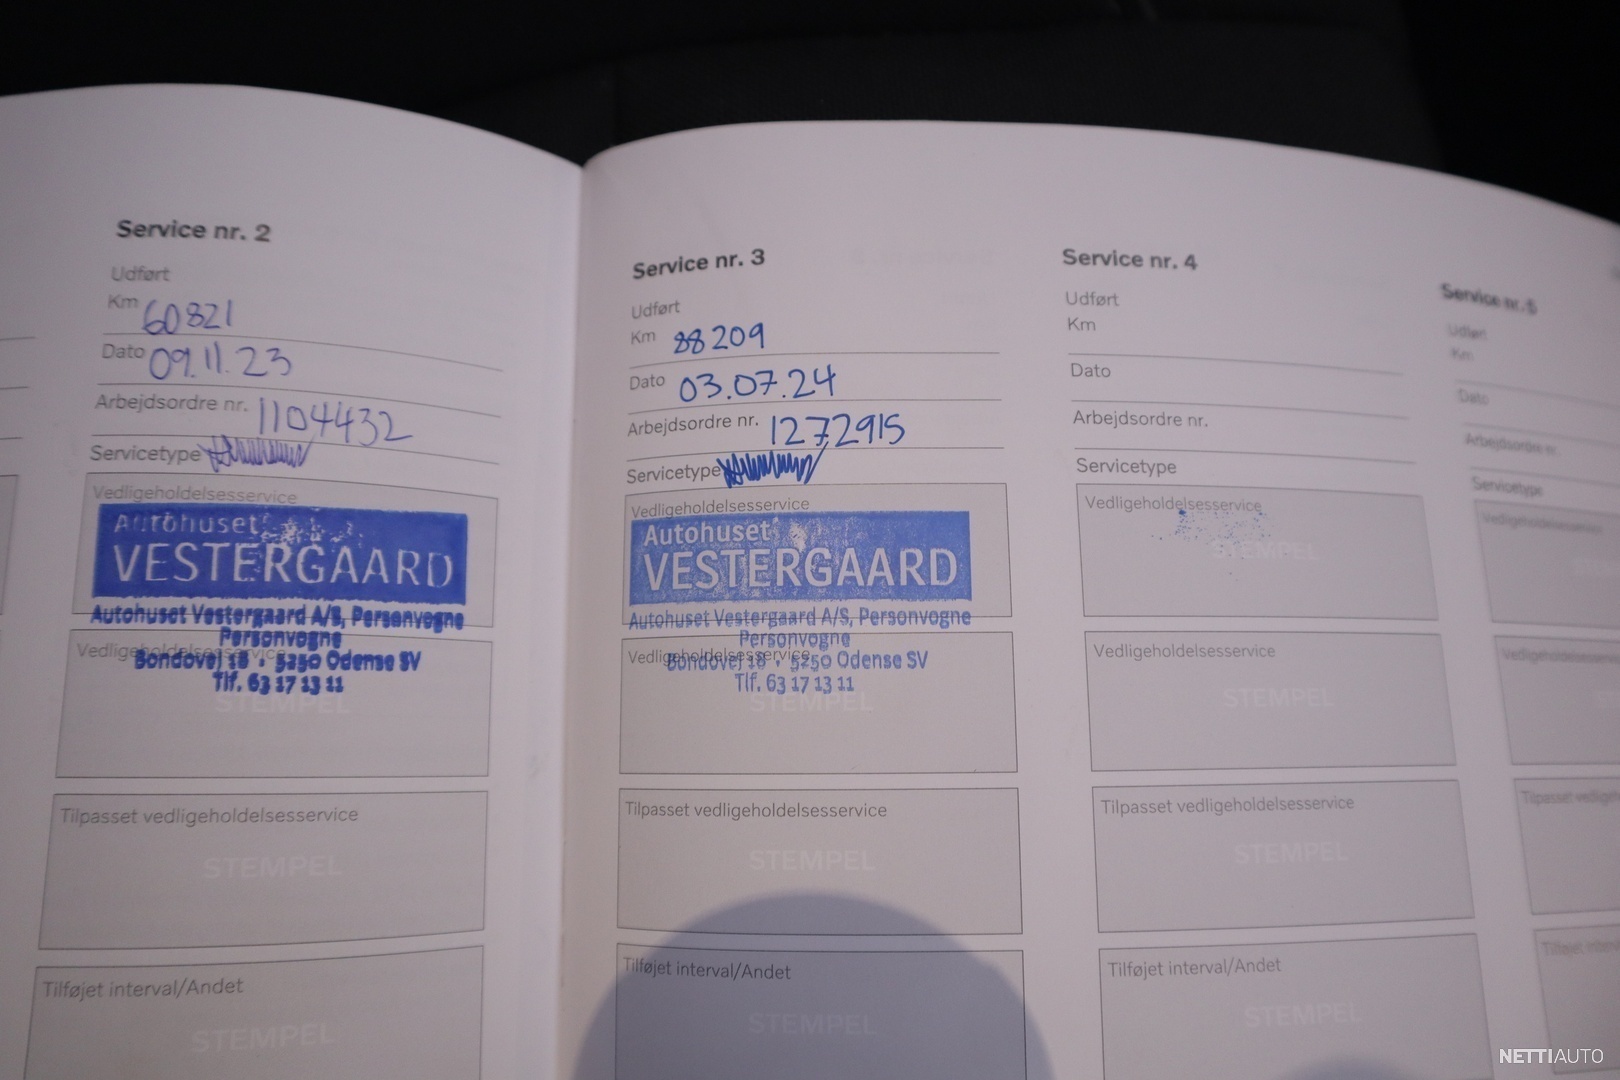 Service nr. 2
Udført
Km 60821
Dato 09.11.23
Arbejdsordre nr. 1104432
Servicetype
Vedligeholdelsesservice
Autohuset
VESTERGAARD
Autohuset Vestergaard A/S, Personvogne
Personvogne
Vedligeholdelsesservice
Bondovej 18 · 5250 Odense SV
Tlf. 63 17 13 11
STEMPEL
Tilpasset vedligeholdelsesservice
STEMPEL
Tilføjet interval/Andet
STEMPEL
Service nr. 3
Udført
Km 88209
Dato 03.07.24
Arbejdsordre nr. 1272915
Servicetype
Vedligeholdelsesservice
Autohuset
VESTERGAARD
Autohuset Vestergaard A/S, Personvogne
Personvogne
Vedligeholdelsesservice
Bondovej 18 · 5250 Odense SV
Tlf. 63 17 13 11
STEMPEL
Tilpasset vedligeholdelsesservice
STEMPEL
Tilføjet interval/Andet
STEMPEL
Service nr. 4
Udført
Km
Dato
Arbejdsordre nr.
Servicetype
Vedligeholdelsesservice
STEMPEL
Vedligeholdelsesservice
STEMPEL
Tilpasset vedligeholdelsesservice
STEMPEL
Tilføjet interval/Andet
STEMPEL
Service nr. 5
Udført
Km
Dato
Arbejdsordre nr.
Servicetype
Vedligeholdelsesservice
NETTIAUTO